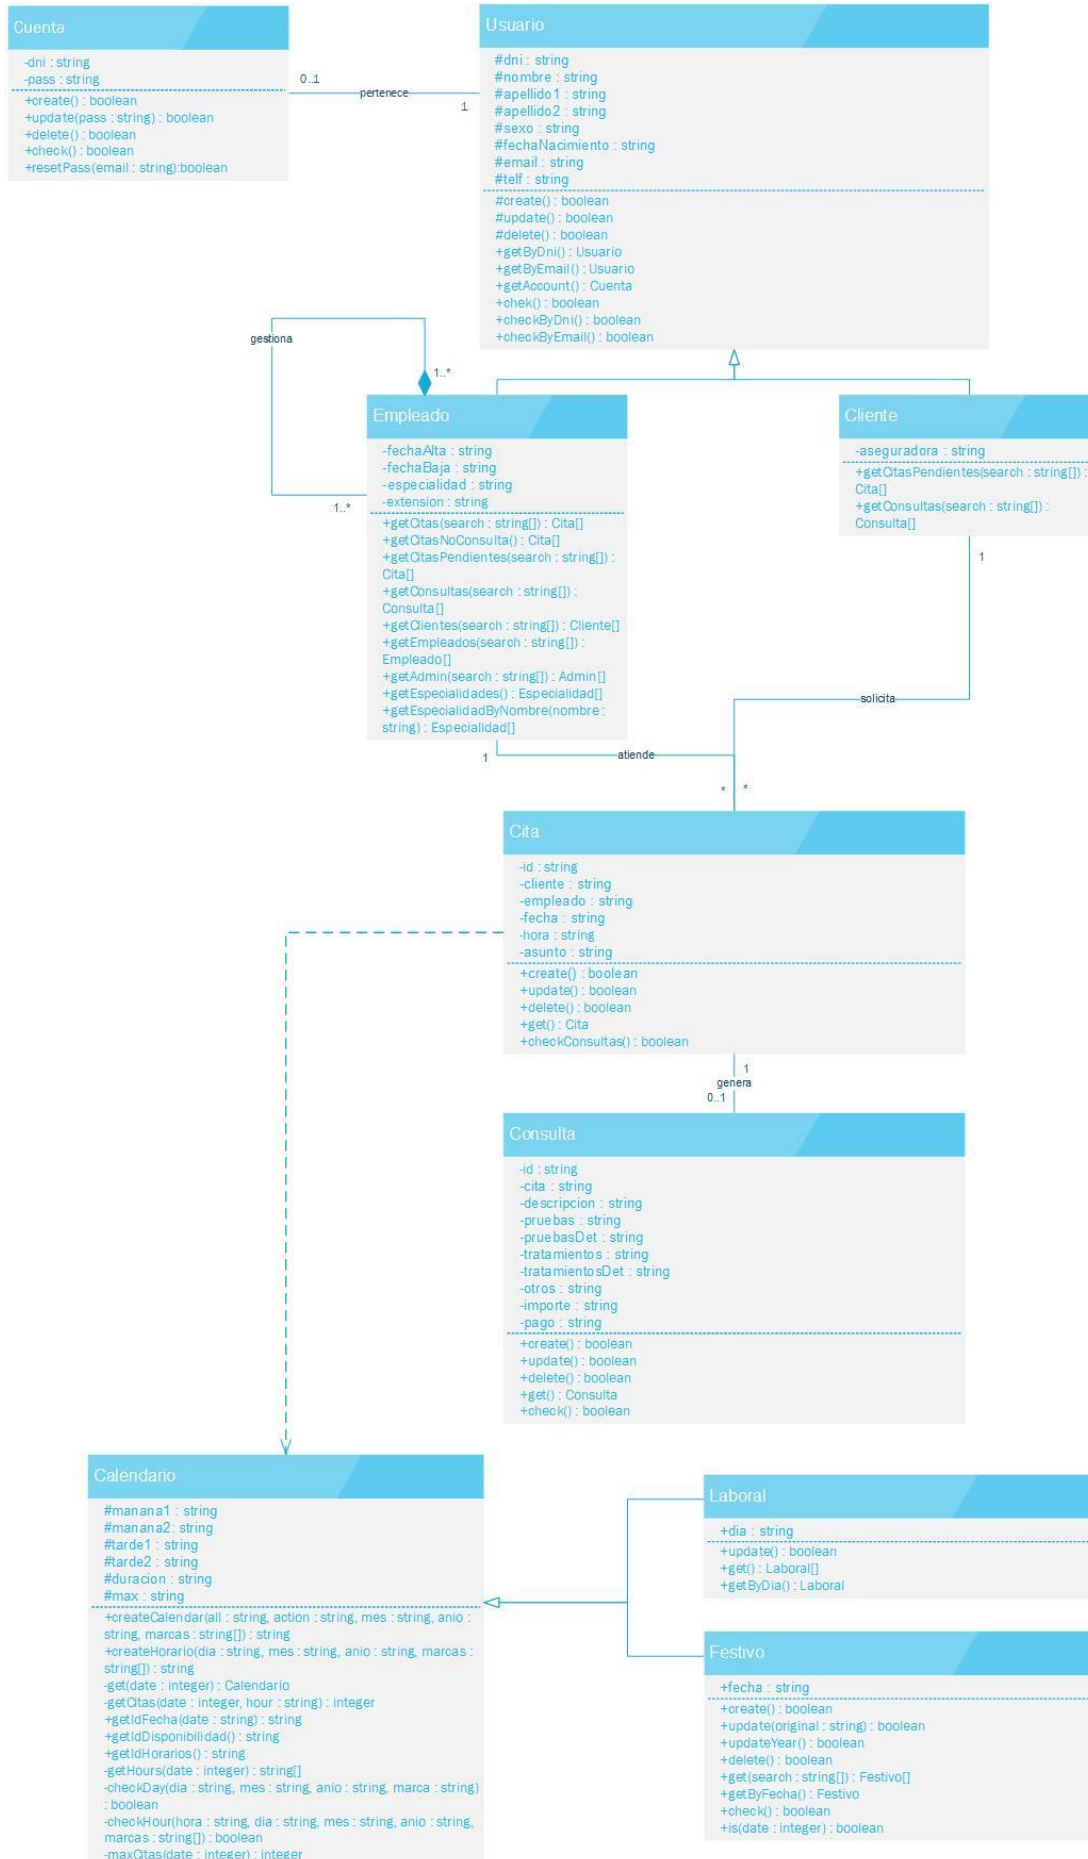 Cuenta
-dni : string
-pass : string
+create() : boolean
+update(pass : string) : boolean
+delete() : boolean
+check() : boolean
+resetPass(email : string):boolean
0..1
pertenece
1
Usuario
#dni : string
#nombre : string
#apellido1 : string
#apellido2 : string
#sexo : string
#fechaNacimiento : string
#email : string
#telf : string
#create() : boolean
#update() : boolean
#delete() : boolean
+getByDni() : Usuario
+getByEmail() : Usuario
+getAccount() : Cuenta
+chek() : boolean
+checkByDni() : boolean
+checkByEmail() : boolean
gestiona
1..*
1..*
Empleado
-fechaAlta : string
-fechaBaja : string
-especialidad : string
-extension : string
+getCitas(search : string[]) : Cita[]
+getCitasNoConsulta() : Cita[]
+getCitasPendientes(search : string[]) :
Cita[]
+getConsultas(search : string[]) :
Consulta[]
+getClientes(search : string[]) : Cliente[]
+getEmpleados(search : string[]) :
Empleado[]
+getAdmin(search : string[]) : Admin[]
+getEspecialidades() : Especialidad[]
+getEspecialidadByNombre(nombre :
string) : Especialidad[]
Cliente
-aseguradora : string
+getCitasPendientes(search : string[]) :
Cita[]
+getConsultas(search : string[]) :
Consulta[]
1
solicita
1
atiende
*
*
Cita
-id : string
-cliente : string
-empleado : string
-fecha : string
-hora : string
-asunto : string
+create() : boolean
+update() : boolean
+delete() : boolean
+get() : Cita
+checkConsultas() : boolean
1
genera
0..1
Consulta
-id : string
-cita : string
-descripcion : string
-pruebas : string
-pruebasDet : string
-tratamientos : string
-tratamientosDet : string
-otros : string
-importe : string
-pago : string
+create() : boolean
+update() : boolean
+delete() : boolean
+get() : Consulta
+check() : boolean
Calendario
#manana1 : string
#manana2: string
#tarde1 : string
#tarde2 : string
#duracion : string
#max : string
+createCalendar(all : string, action : string, mes : string, anio :
string, marcas : string[]) : string
+createHorario(dia : string, mes : string, anio : string, marcas :
string[]) : string
-get(date : integer) : Calendario
-getCitas(date : integer, hour : string) : integer
+getIdFecha(date : string) : string
+getIdDisponibilidad() : string
+getIdHorarios() : string
-getHours(date : integer) : string[]
-checkDay(dia : string, mes : string, anio : string, marca : string)
: boolean
-checkHour(hora : string, dia : string, mes : string, anio : string,
marcas : string[]) : boolean
-maxCitas(date : integer) : integer
Laboral
+dia : string
+update() : boolean
+get() : Laboral[]
+getByDia() : Laboral
Festivo
+fecha : string
+create() : boolean
+update(original : string) : boolean
+updateYear() : boolean
+delete() : boolean
+get(search : string[]) : Festivo[]
+getByFecha() : Festivo
+check() : boolean
+is(date : integer) : boolean